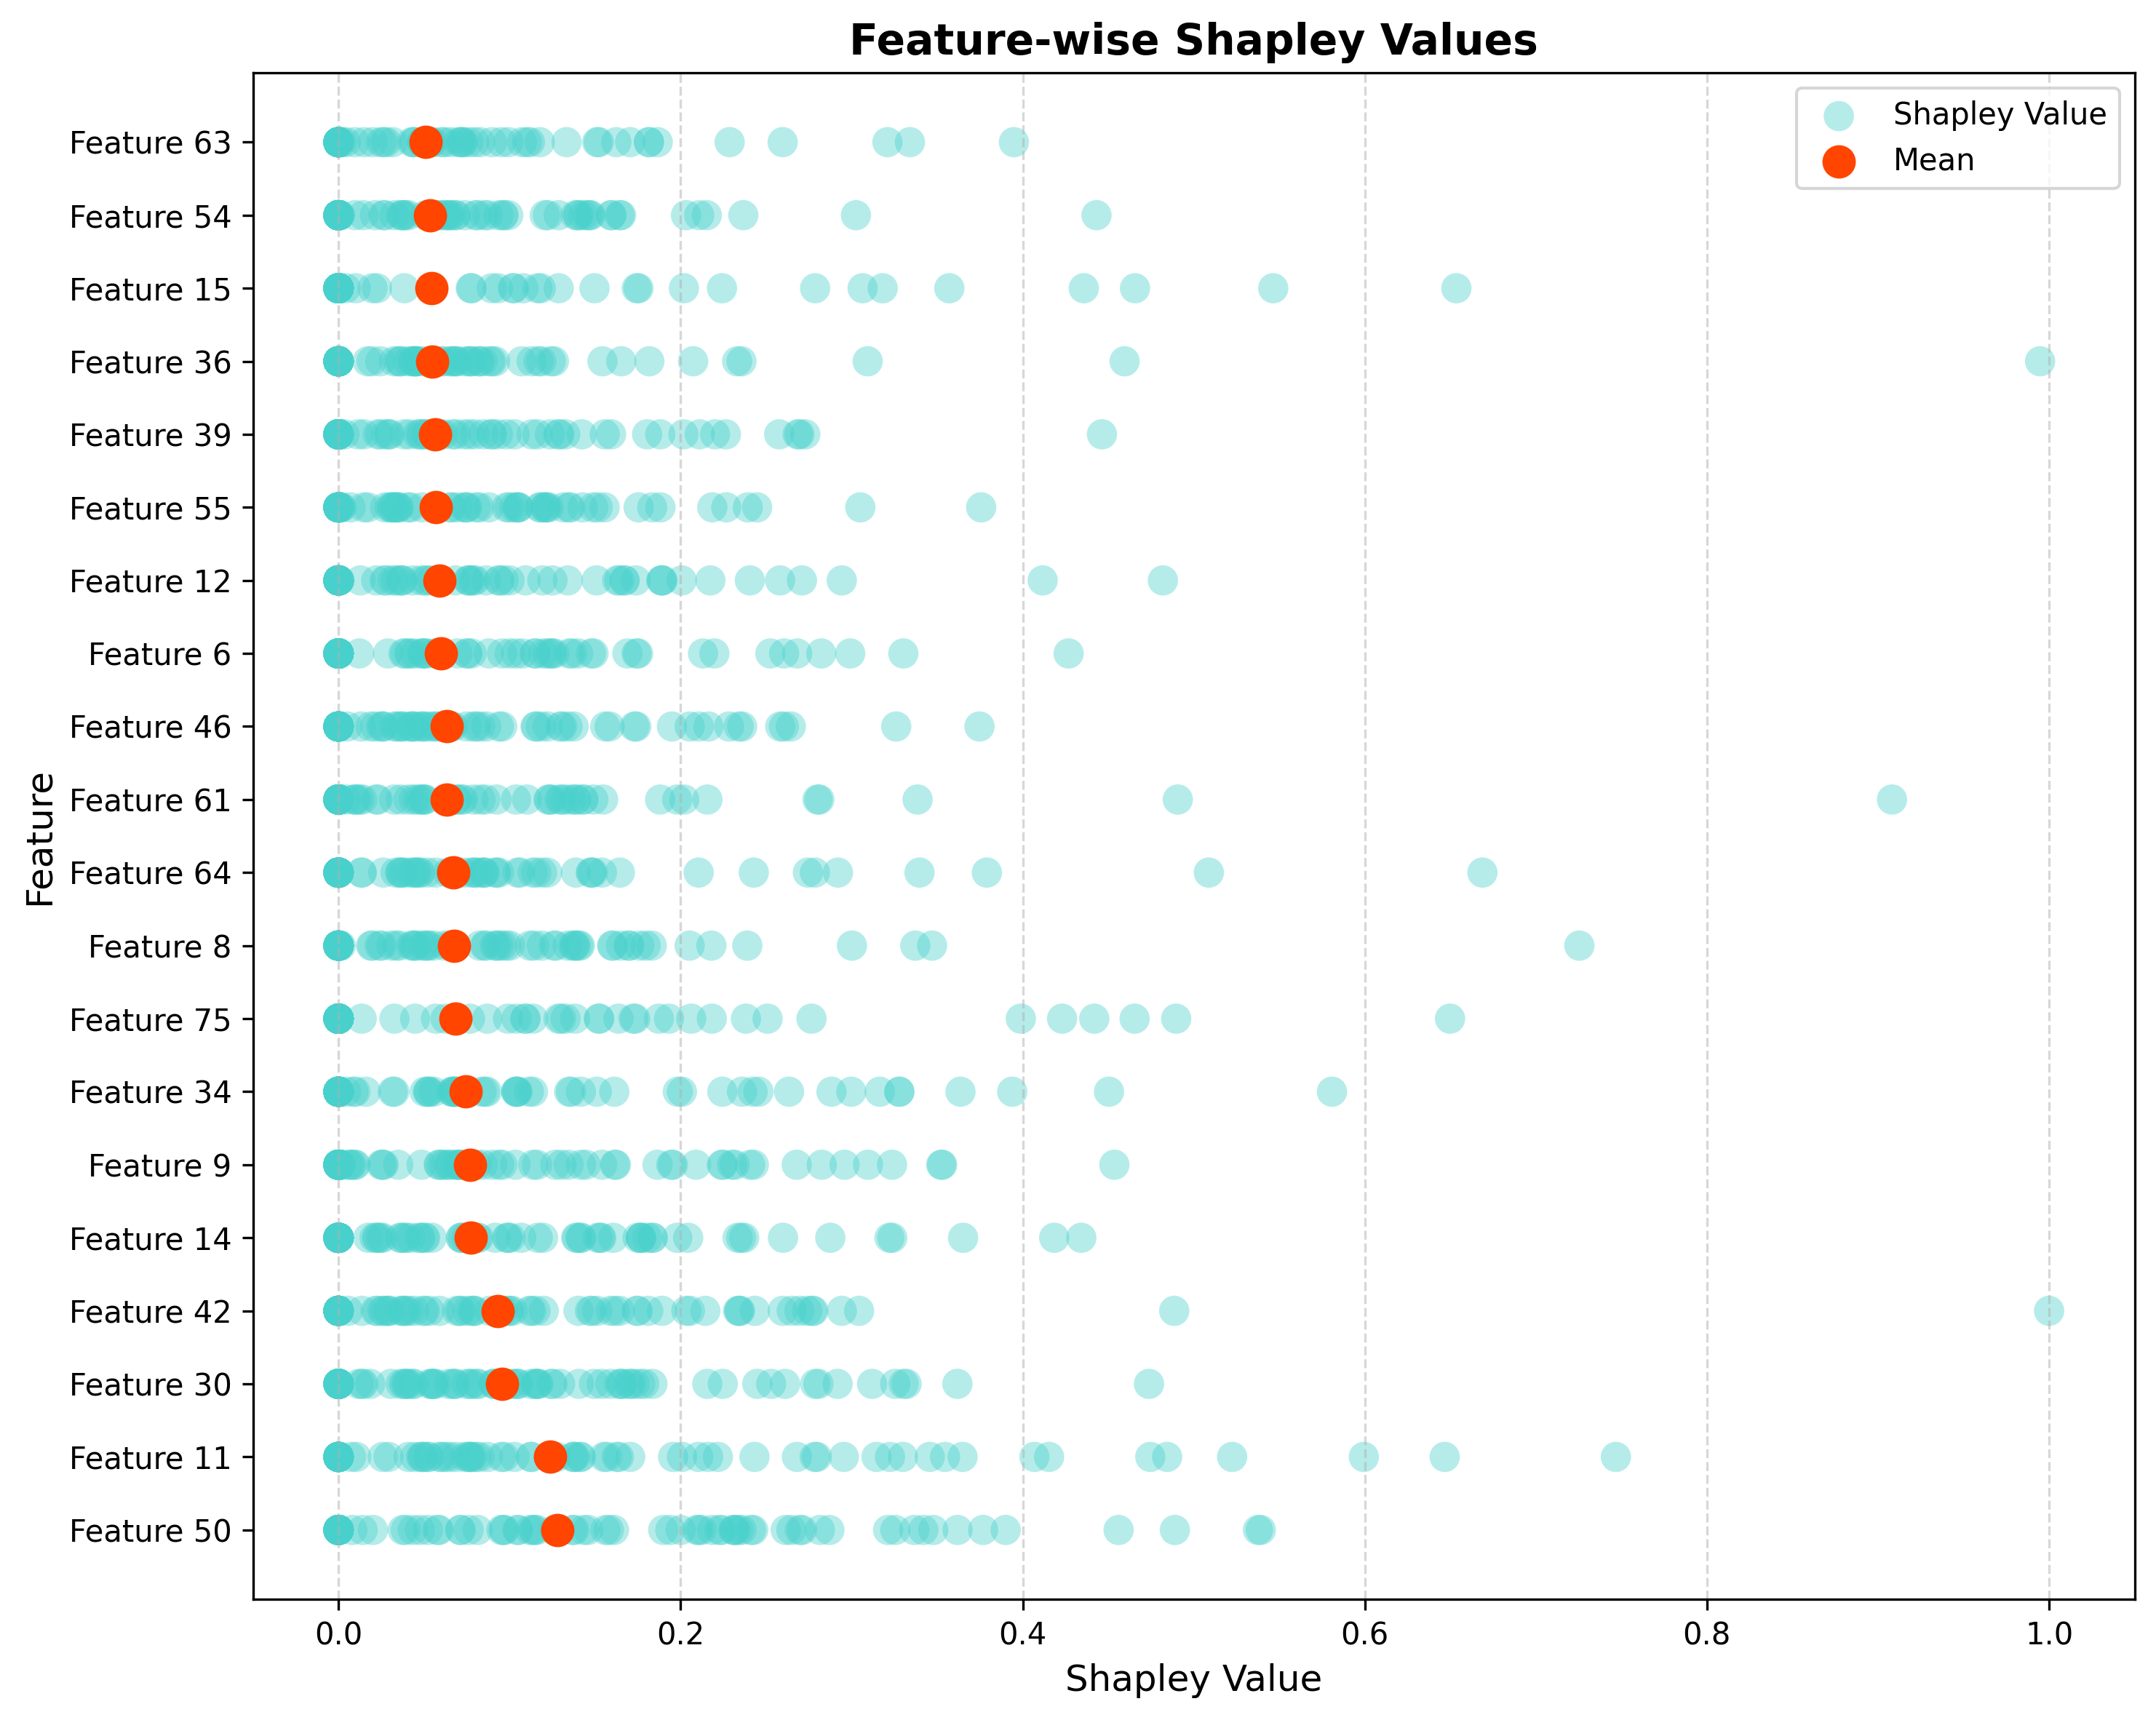 Feature-wise Shapley Values
Shapley Value
Mean
Feature
Feature 63
Feature 54
Feature 15
Feature 36
Feature 39
Feature 55
Feature 12
Feature 6
Feature 46
Feature 61
Feature 64
Feature 8
Feature 75
Feature 34
Feature 9
Feature 14
Feature 42
Feature 30
Feature 11
Feature 50
0.0 0.2 0.4 0.6 0.8 1.0
Shapley Value